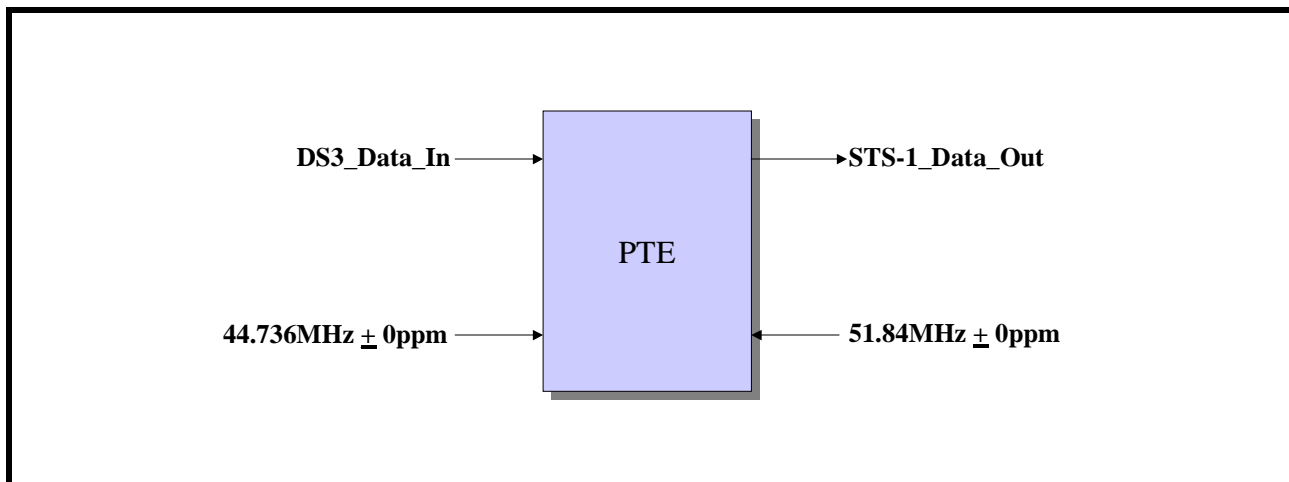 DS3_Data_In
STS-1_Data_Out
PTE
44.736MHz ± 0ppm
51.84MHz ± 0ppm